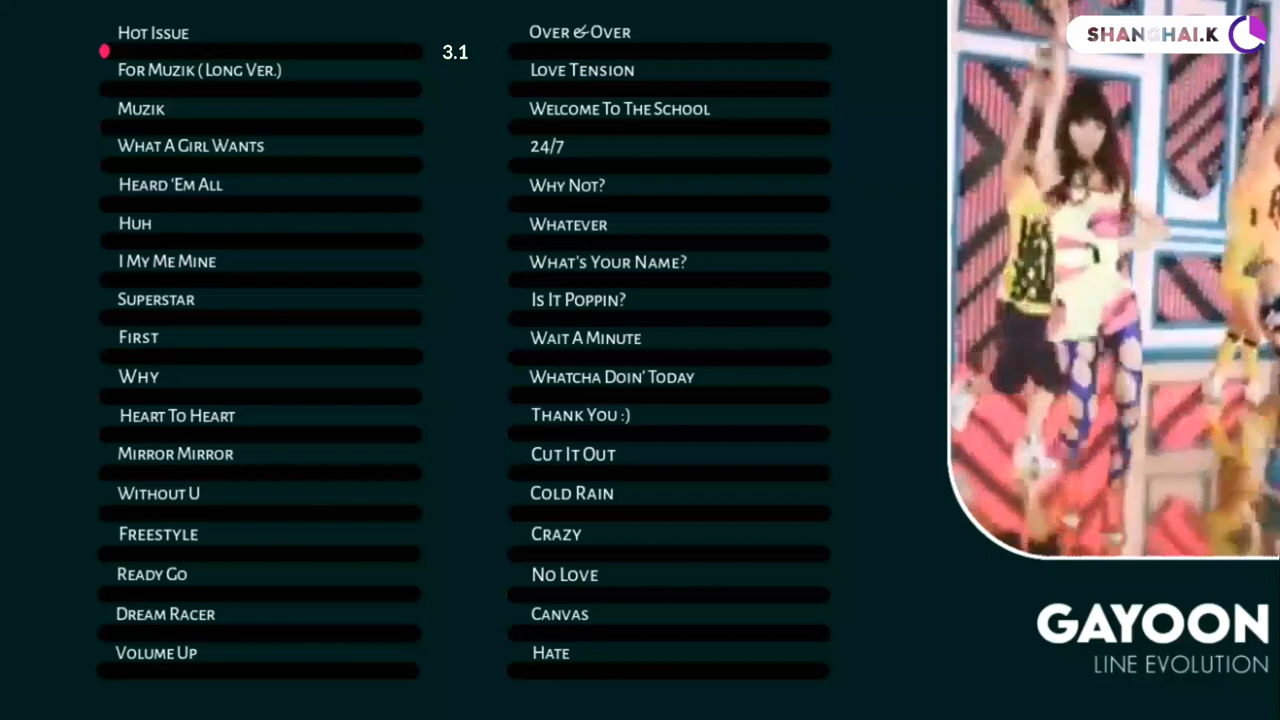 HOT ISSUE
3.1
FOR MUZIK (LONG VER.)
MUZIK
WHAT A GIRL WANTS
HEARD ‘EM ALL
HUH
I MY ME MINE
SUPERSTAR
FIRST
WHY
HEART TO HEART
MIRROR MIRROR
WITHOUT U
FREESTYLE
READY GO
DREAM RACER
VOLUME UP
OVER & OVER
LOVE TENSION
WELCOME TO THE SCHOOL
24/7
WHY NOT?
WHATEVER
WHAT'S YOUR NAME?
IS IT POPPIN?
WAIT A MINUTE
WHATCHA DOIN' TODAY
THANK YOU :)
CUT IT OUT
COLD RAIN
CRAZY
NO LOVE
CANVAS
HATE
SHANGHAI.K
GAYOON
LINE EVOLUTION